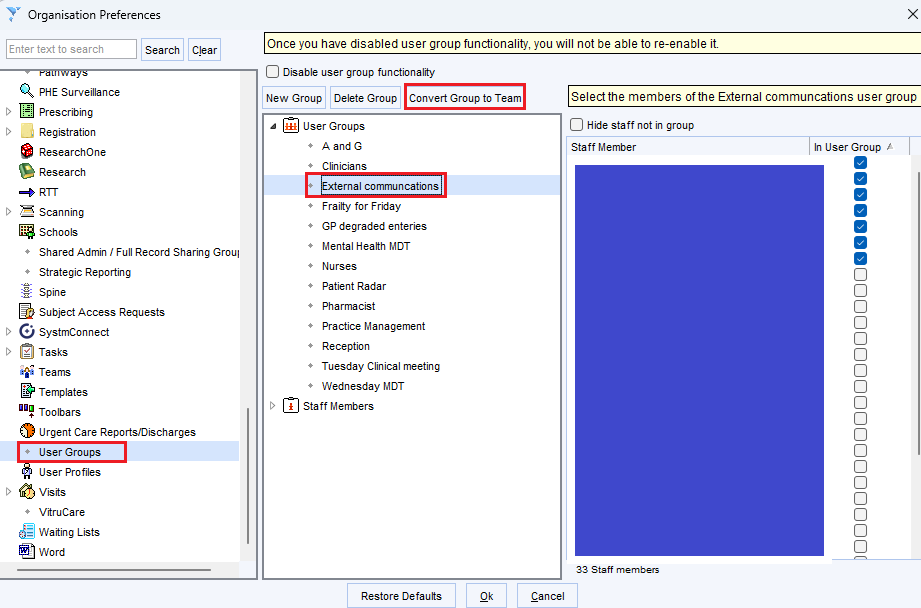 Organisation Preferences
Enter text to search
Search
Clear
Pathways
PHE Surveillance
Prescribing
Registration
ResearchOne
Research
RTT
Scanning
Schools
Shared Admin / Full Record Sharing Group
Strategic Reporting
Spine
Subject Access Requests
SystmConnect
Tasks
Teams
Templates
Toolbars
Urgent Care Reports/Discharges
User Groups
User Profiles
Visits
VitruCare
Waiting Lists
Word
Once you have disabled user group functionality, you will not be able to re-enable it.
Disable user group functionality
New Group
Delete Group
Convert Group to Team
User Groups
A and G
Clinicians
External communcations
Frailty for Friday
GP degraded enteries
Mental Health MDT
Nurses
Patient Radar
Pharmacist
Practice Management
Reception
Tuesday Clinical meeting
Wednesday MDT
Staff Members
Select the members of the External communcations user group
Hide staff not in group
Staff Member
In User Group
33 Staff members
Restore Defaults
Ok
Cancel